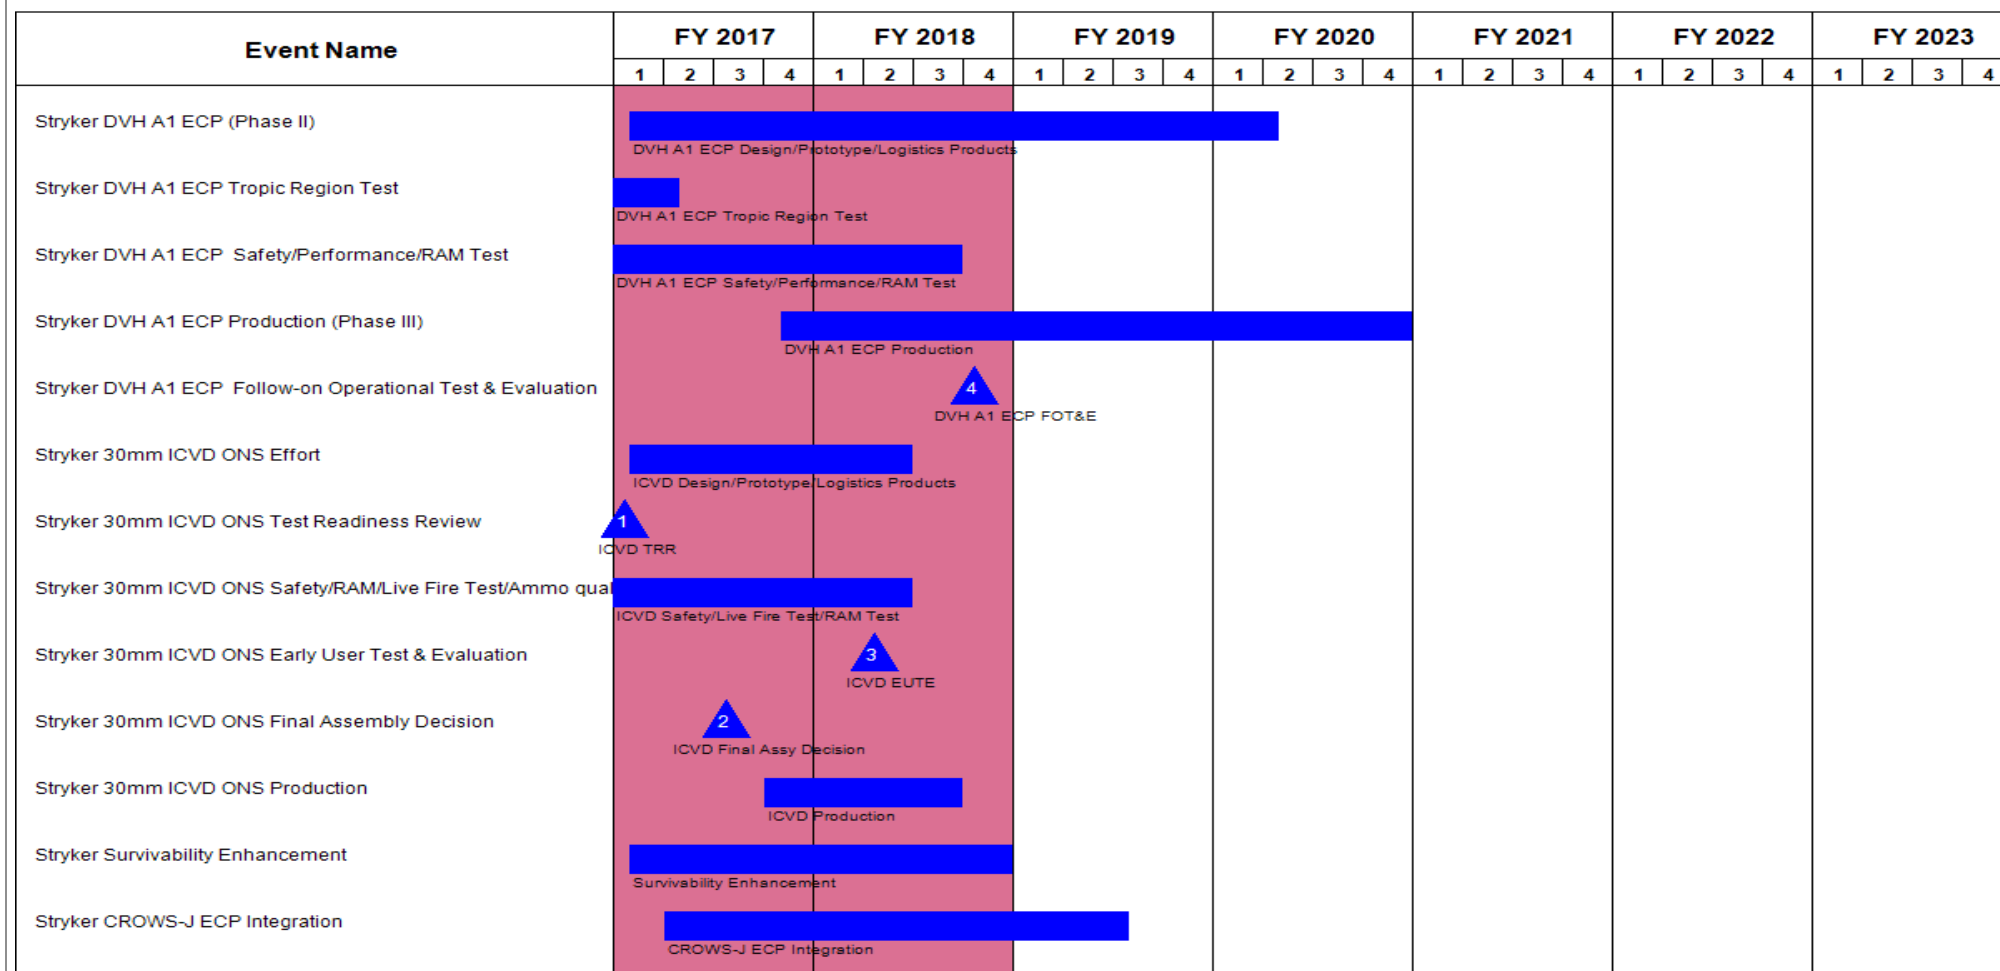 Event Name
FY 2017 FY 2018 FY 2019 FY 2020 FY 2021 FY 2022 FY 2023
1 2 3 4 1 2 3 4 1 2 3 4 1 2 3 4 1 2 3 4 1 2 3 4 1 2 3 4
Stryker DVH A1 ECP (Phase II)
DVH A1 ECP Design/Prototype/Logistics Products
Stryker DVH A1 ECP Tropic Region Test
DVH A1 ECP Tropic Region Test
Stryker DVH A1 ECP Safety/Performance/RAM Test
DVH A1 ECP Safety/Performance/RAM Test
Stryker DVH A1 ECP Production (Phase III)
DVH A1 ECP Production
Stryker DVH A1 ECP Follow-on Operational Test & Evaluation
4
DVH A1 ECP FOT&E
Stryker 30mm ICVD ONS Effort
ICVD Design/Prototype/Logistics Products
Stryker 30mm ICVD ONS Test Readiness Review
1
ICVD TRR
Stryker 30mm ICVD ONS Safety/RAM/Live Fire Test/Ammo qual
ICVD Safety/Live Fire Test/RAM Test
Stryker 30mm ICVD ONS Early User Test & Evaluation
3
ICVD EUTE
Stryker 30mm ICVD ONS Final Assembly Decision
2
ICVD Final Assy Decision
Stryker 30mm ICVD ONS Production
ICVD Production
Stryker Survivability Enhancement
Survivability Enhancement
Stryker CROWS-J ECP Integration
CROWS-J ECP Integration